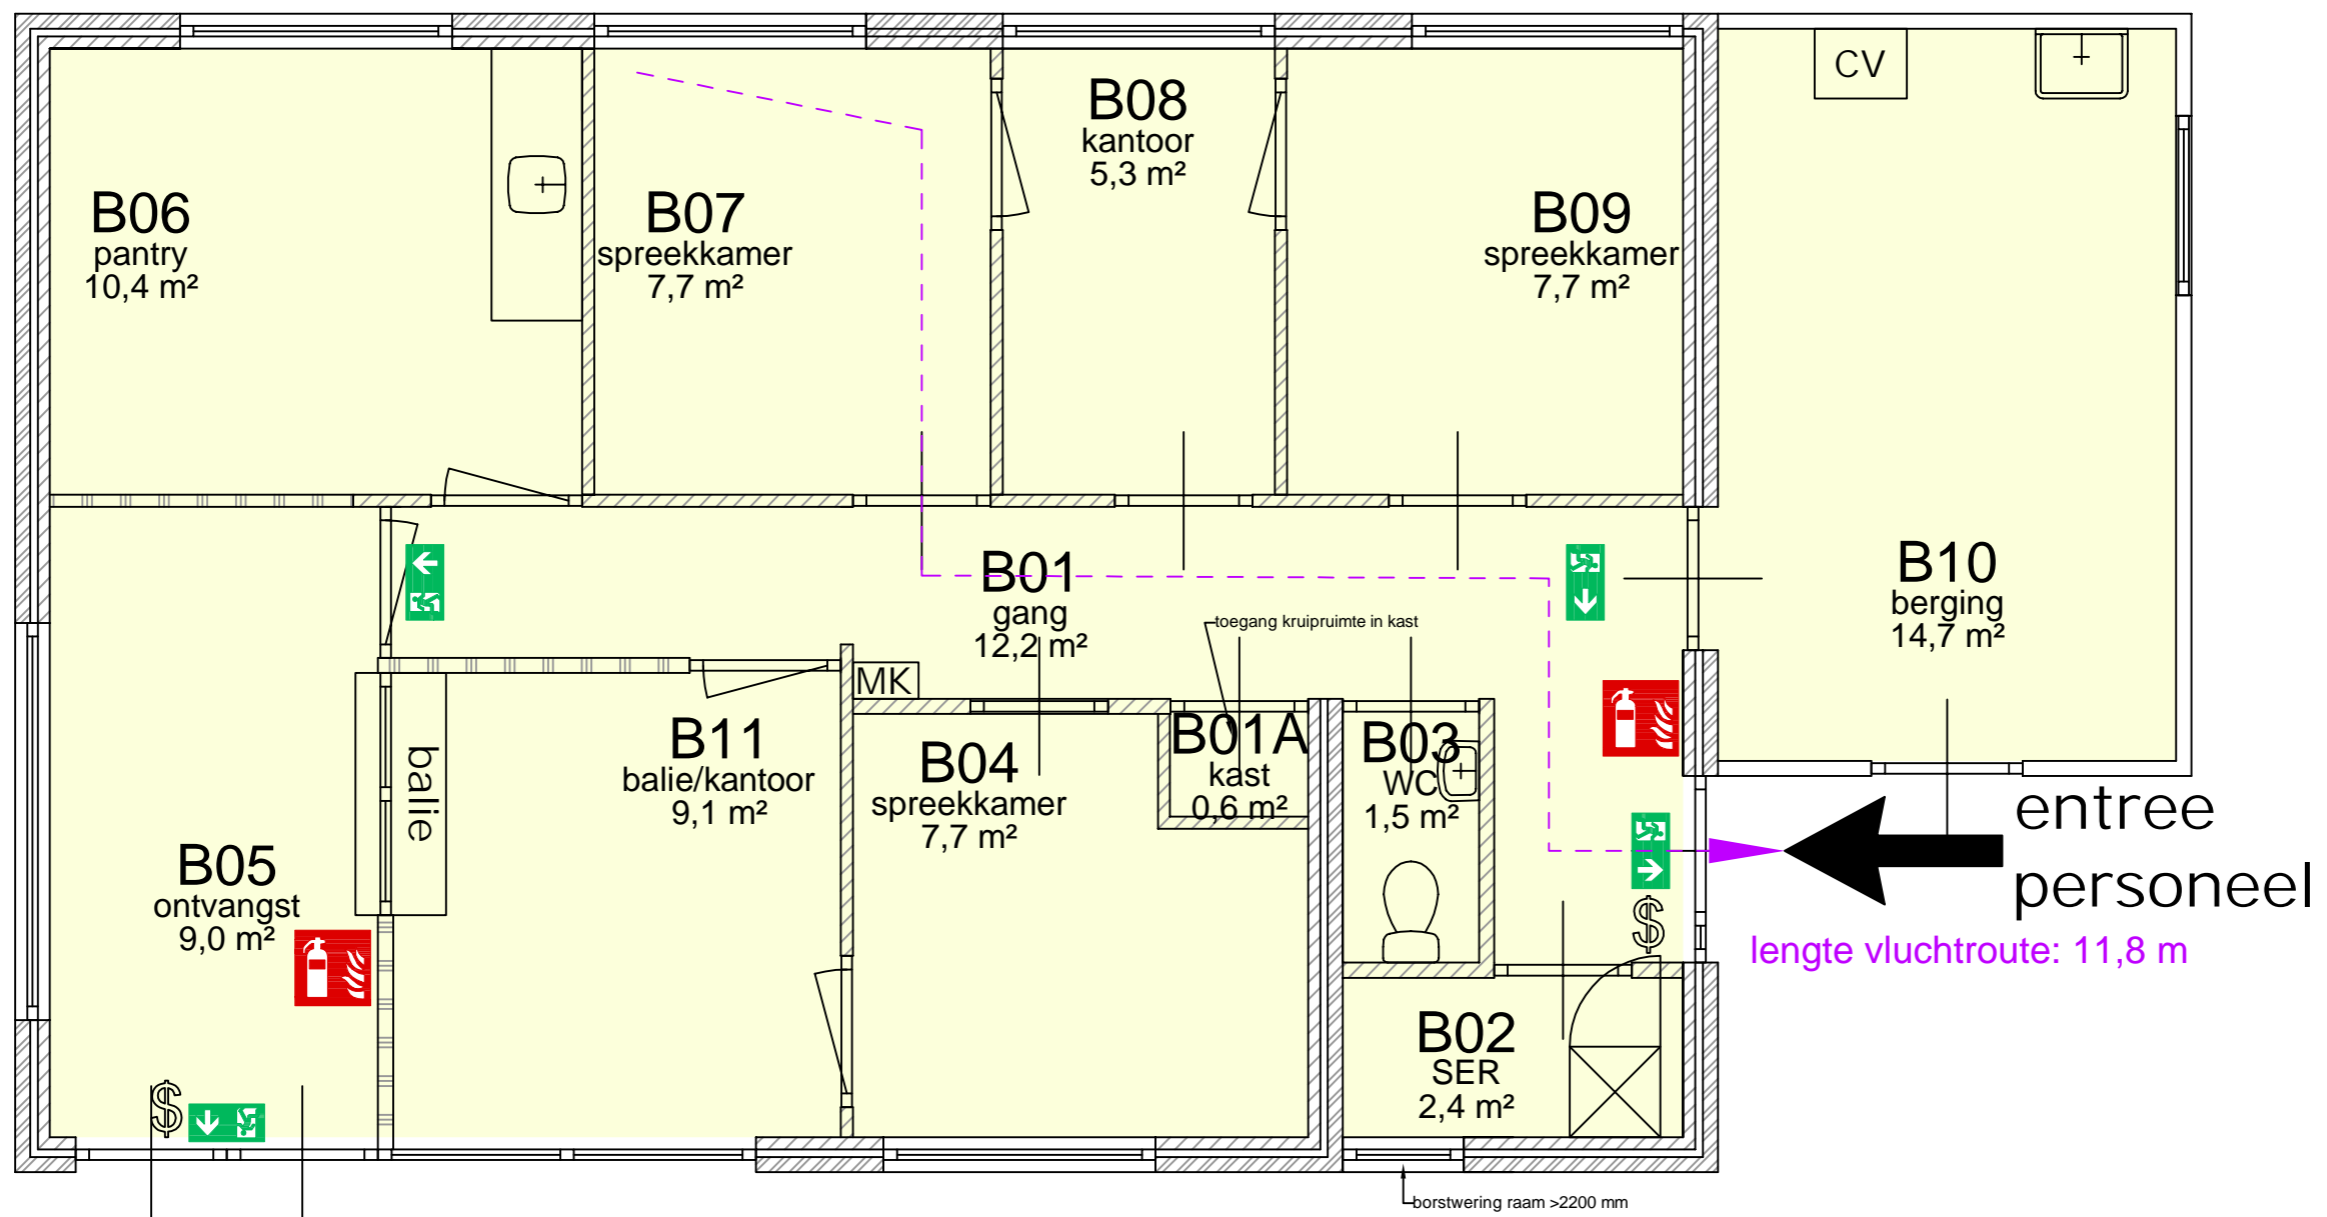 CV
B08
kantoor
5,3 m²
B06
pantry
10,4 m²
B07
spreekkamer
7,7 m²
B09
spreekkamer
7,7 m²
B01
gang
12,2 m²
B10
berging
14,7 m²
toegang kruipruimte in kast
MK
B11
balie/kantoor
9,1 m²
B04
spreekkamer
7,7 m²
B01A
kast
0,6 m²
B03
WC
1,5 m²
balie
entree
personeel
lengte vluchtroute: 11,8 m
B05
ontvangst
9,0 m²
$
B02
SER
2,4 m²
$
borstwering raam >2200 mm